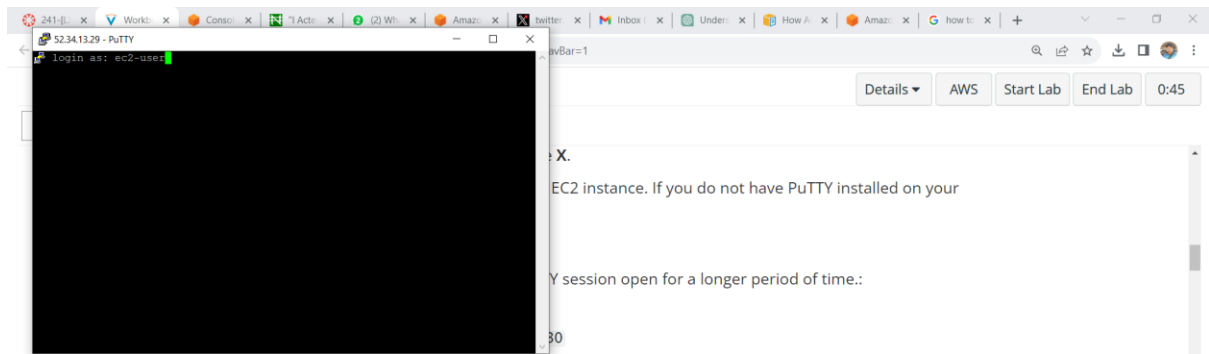 241-[L Workb Consol "I Acte (2) Wh Amazo twitter Inbox ( Under How A Amazo how to
52.34.13.29 - PuTTY
avBar=1
login as: ec2-user
Details AWS Start Lab End Lab 0:45
X.
EC2 instance. If you do not have PuTTY installed on your
Y session open for a longer period of time.:
30